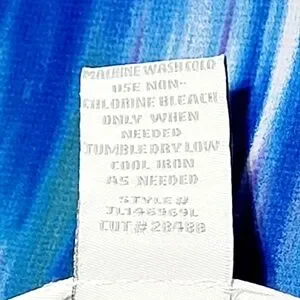 MACHINE WASH COLD
USE NON-
CHLORINE BLEACH
ONLY WHEN
NEEDED
TUMBLE DRY LOW
COOL IRON
AS NEEDED
STYLE#
JL146969L
CUT# 28488